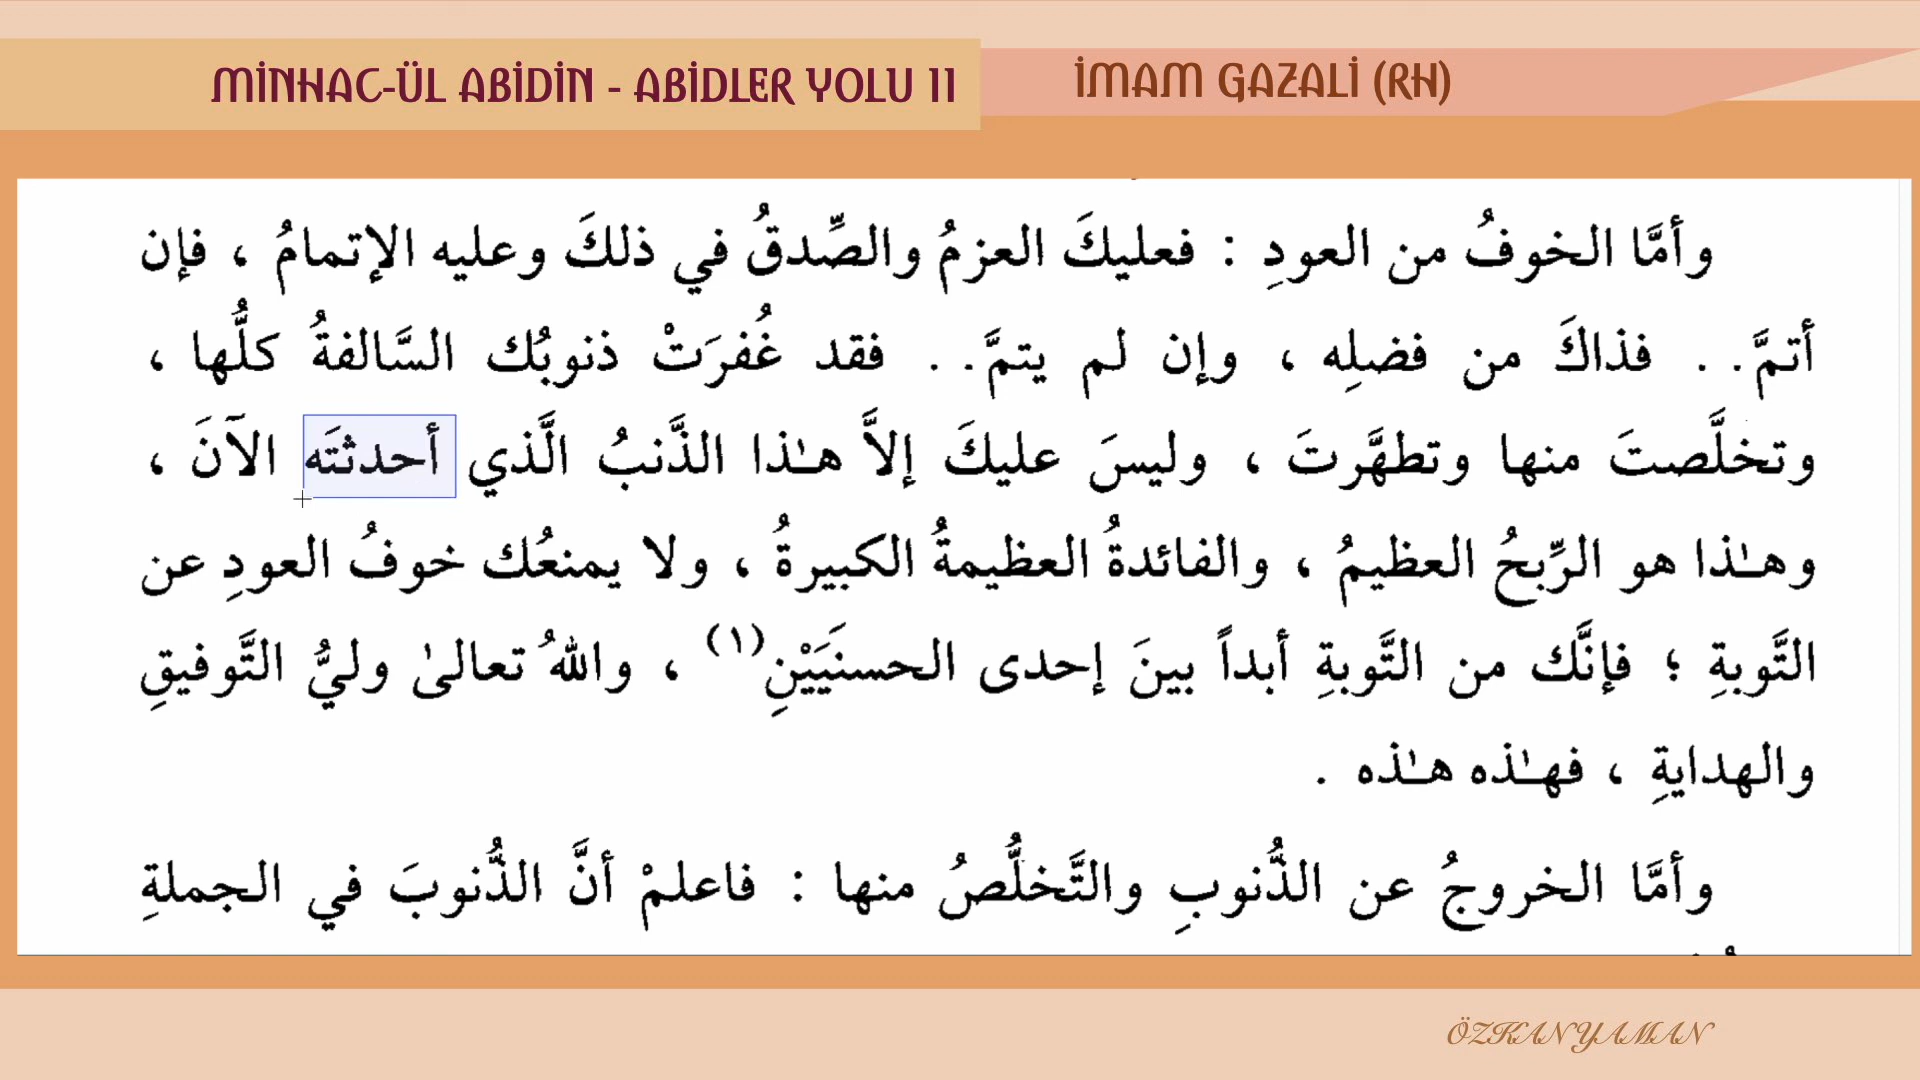 MİNHAC-ÜL ABİDİN - ABİDLER YOLU II
İMAM GAZALİ (RH)
وأمَّا الخوفُ من العودِ : فعليكَ العزمُ والصِّدقُ في ذلكَ وعليه الإتمامُ ، فإن
أتمَّ . . فذاكَ من فضلِه ، وإن لم يتمَّ . . فقد غُفرَتْ ذنوبُك السَّالفةُ كلُّها ،
وتخلَّصتَ منها وتطهَّرتَ ، وليسَ عليكَ إلاَّ هـٰذا الذَّنبُ الَّذي أحدثتَه الآنَ ،
وهـٰذا هو الرِّبحُ العظيمُ ، والفائدةُ العظيمةُ الكبيرةُ ، ولا يمنعُك خوفُ العودِ عن
التَّوبةِ ؛ فإنَّك من التَّوبةِ أبداً بينَ إحدى الحسنَيَيْنِ(١) ، واللهُ تعالىٰ وليُّ التَّوفيقِ
والهدايةِ ، فهـٰذه هـٰذه .
وأمَّا الخروجُ عن الذُّنوبِ والتَّخلُّصُ منها : فاعلمْ أنَّ الذُّنوبَ في الجملةِ
ÖZKANYAMAN